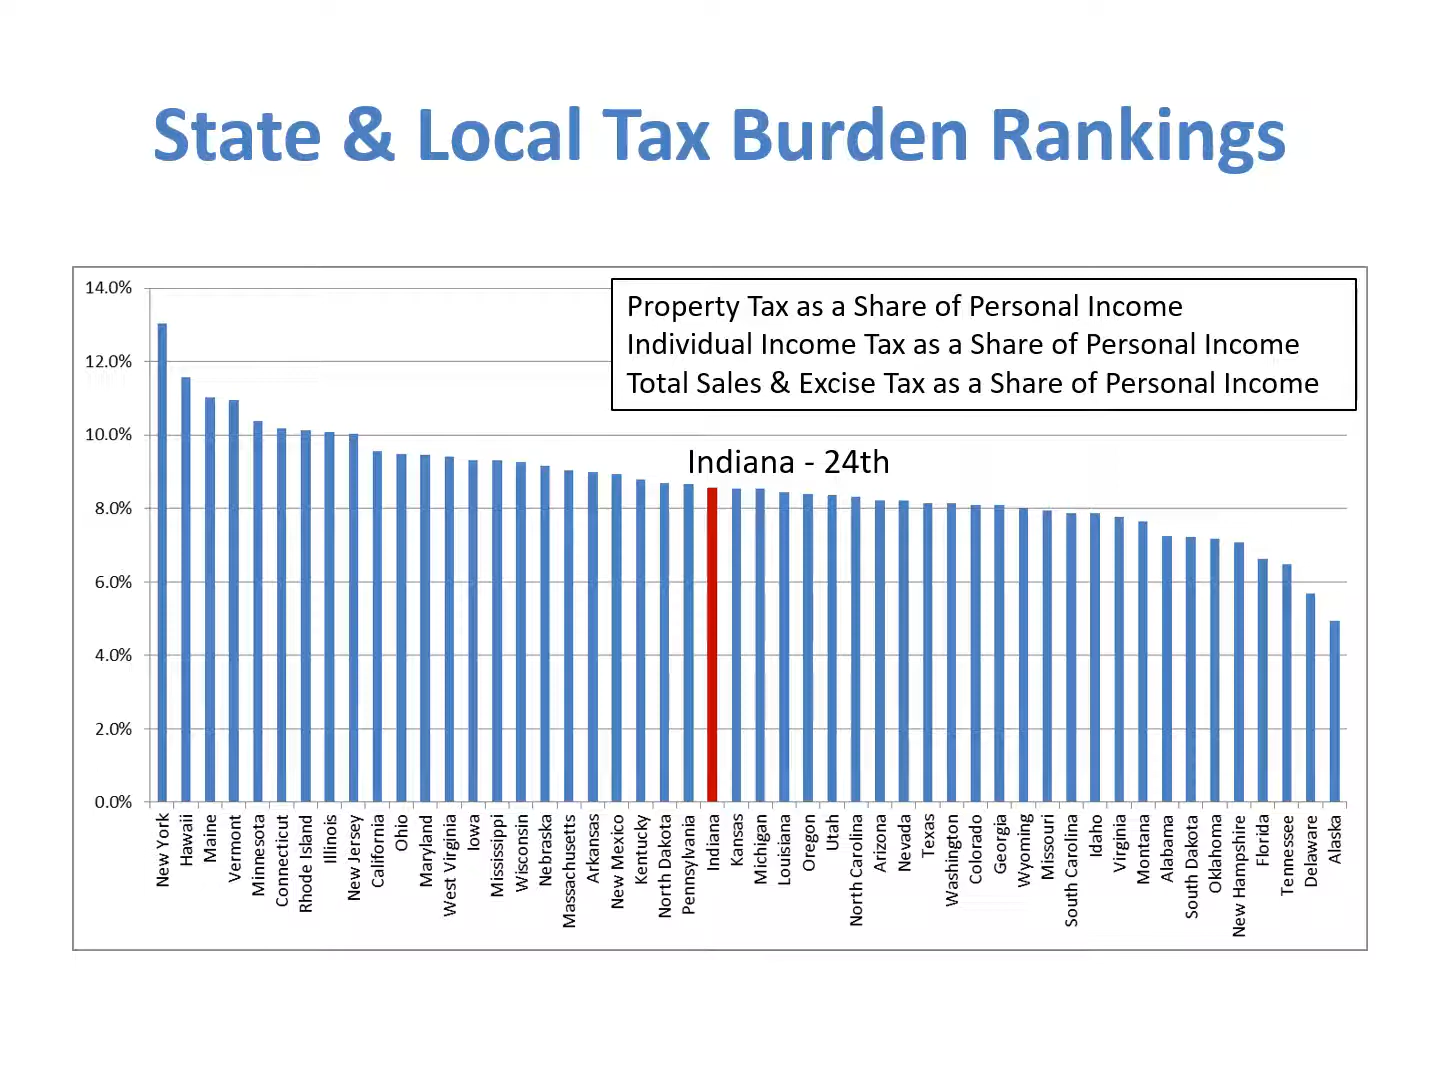 State & Local Tax Burden Rankings
Property Tax as a Share of Personal Income
Individual Income Tax as a Share of Personal Income
Total Sales & Excise Tax as a Share of Personal Income
Indiana - 24th
14.0%
12.0%
10.0%
8.0%
6.0%
4.0%
2.0%
0.0%
New York
Hawaii
Maine
Vermont
Minnesota
Connecticut
Rhode Island
Illinois
New Jersey
California
Ohio
Maryland
West Virginia
Iowa
Mississippi
Wisconsin
Nebraska
Massachusetts
Arkansas
New Mexico
Kentucky
North Dakota
Pennsylvania
Indiana
Kansas
Michigan
Louisiana
Oregon
Utah
North Carolina
Arizona
Nevada
Texas
Washington
Colorado
Georgia
Wyoming
Missouri
South Carolina
Idaho
Virginia
Montana
Alabama
South Dakota
Oklahoma
New Hampshire
Florida
Tennessee
Delaware
Alaska